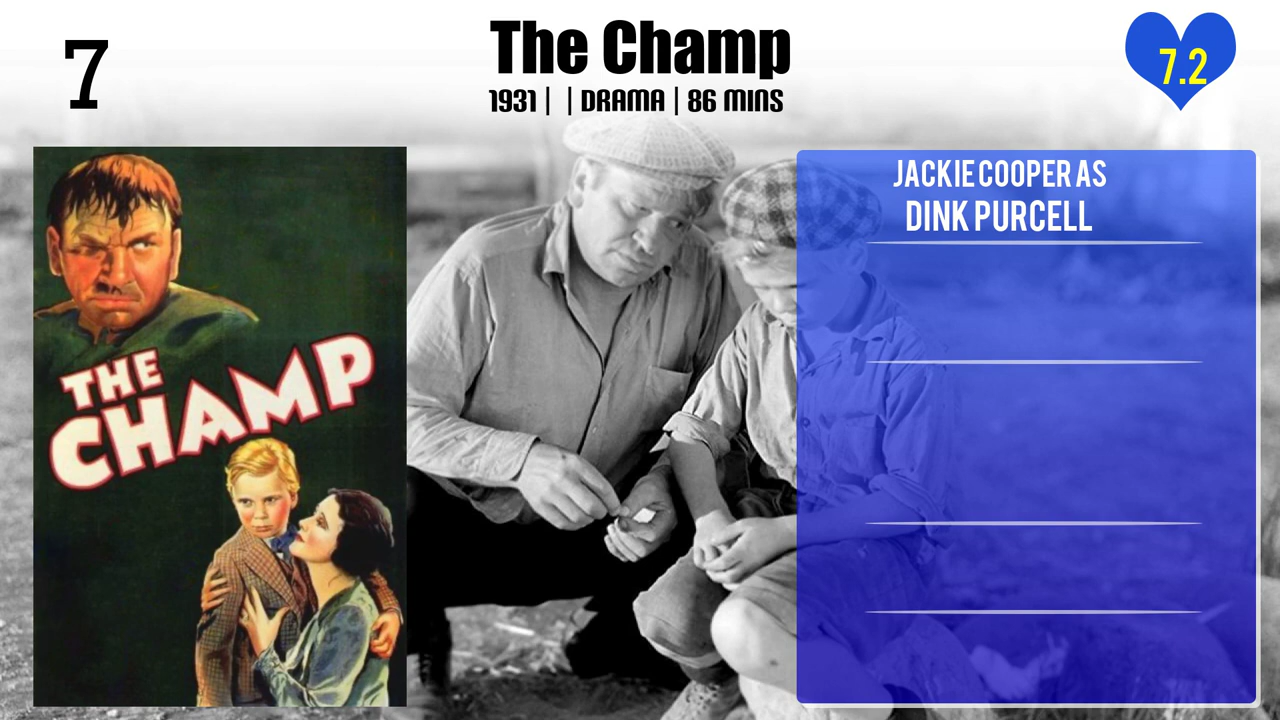 7
The Champ
1931 | | DRAMA | 86 MINS
7.2
THE
CHAMP
JACKIE COOPER AS
DINK PURCELL